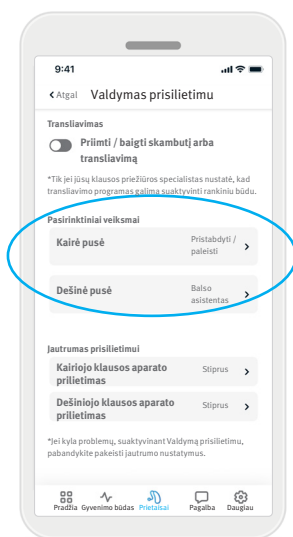 9:41
Atgal Valdymas prisilietimu
Transliavimas
Priimti / baigti skambutį arba
transliavimą
*Tik jei jūsų klausos priežiūros specialistas nustatė, kad
transliavimo programas galima suaktyvinti rankiniu būdu.
Pasirinktiniai veiksmai
Kairė pusė
Pristabdyti /
paleisti
Dešinė pusė
Balso
asistentas
Jautrumas prisilietimui
Kairiojo klausos aparato
prilietimas
Stiprus
Dešiniojo klausos aparato
prilietimas
Stiprus
*Jei kyla problemų, suaktyvinant Valdymą prisilietimu,
pabandykite pakeisti jautrumo nustatymus.
Pradžia Gyvenimo būdas Prietaisai Pagalba Daugiau